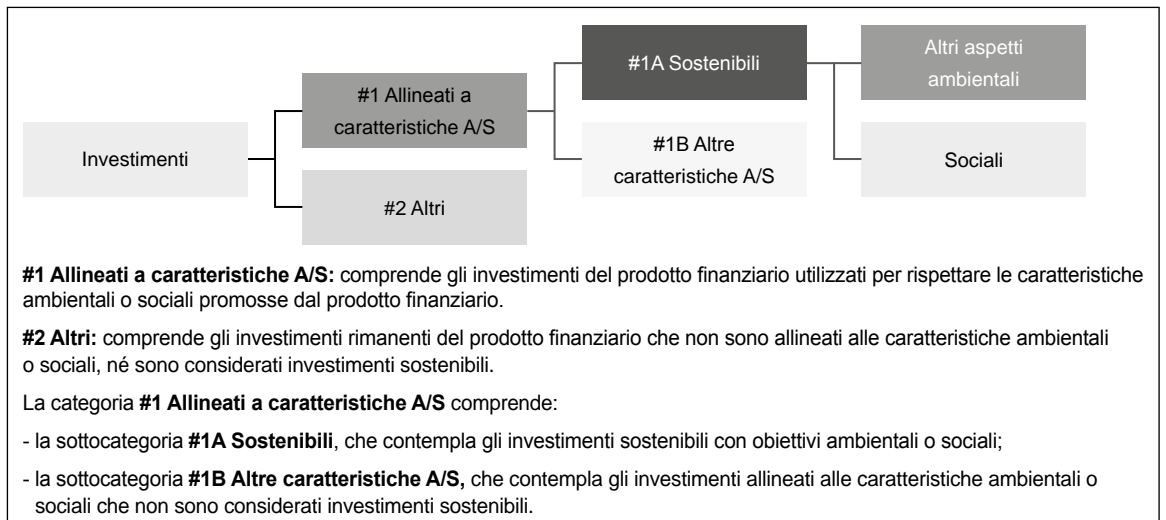 Investimenti
#1 Allineati a
caratteristiche A/S
#2 Altri
#1A Sostenibili
#1B Altre
caratteristiche A/S
Altri aspetti
ambientali
Sociali
#1 Allineati a caratteristiche A/S: comprende gli investimenti del prodotto finanziario utilizzati per rispettare le caratteristiche
ambientali o sociali promosse dal prodotto finanziario.
#2 Altri: comprende gli investimenti rimanenti del prodotto finanziario che non sono allineati alle caratteristiche ambientali
o sociali, né sono considerati investimenti sostenibili.
La categoria #1 Allineati a caratteristiche A/S comprende:
- la sottocategoria #1A Sostenibili, che contempla gli investimenti sostenibili con obiettivi ambientali o sociali;
- la sottocategoria #1B Altre caratteristiche A/S, che contempla gli investimenti allineati alle caratteristiche ambientali o
sociali che non sono considerati investimenti sostenibili.